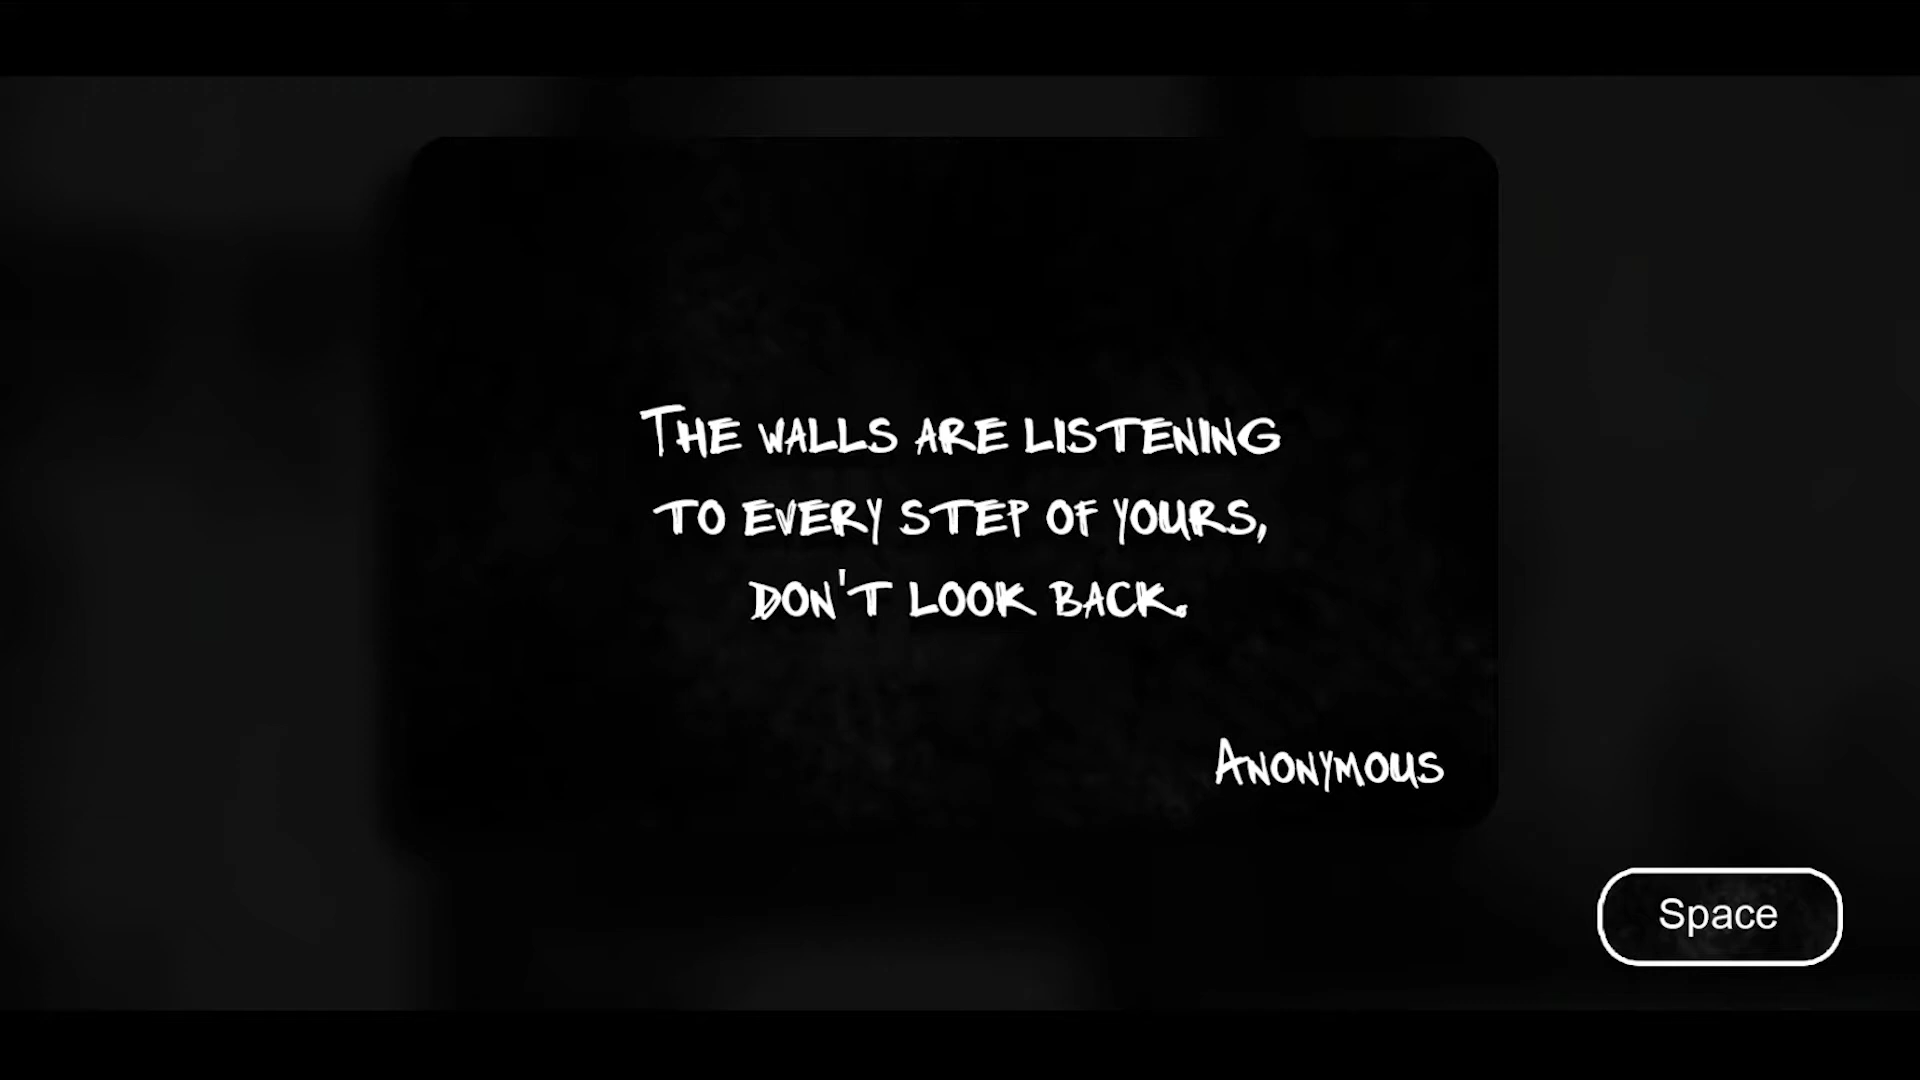 The walls are listening
to every step of yours,
don't look back.
Anonymous
Space